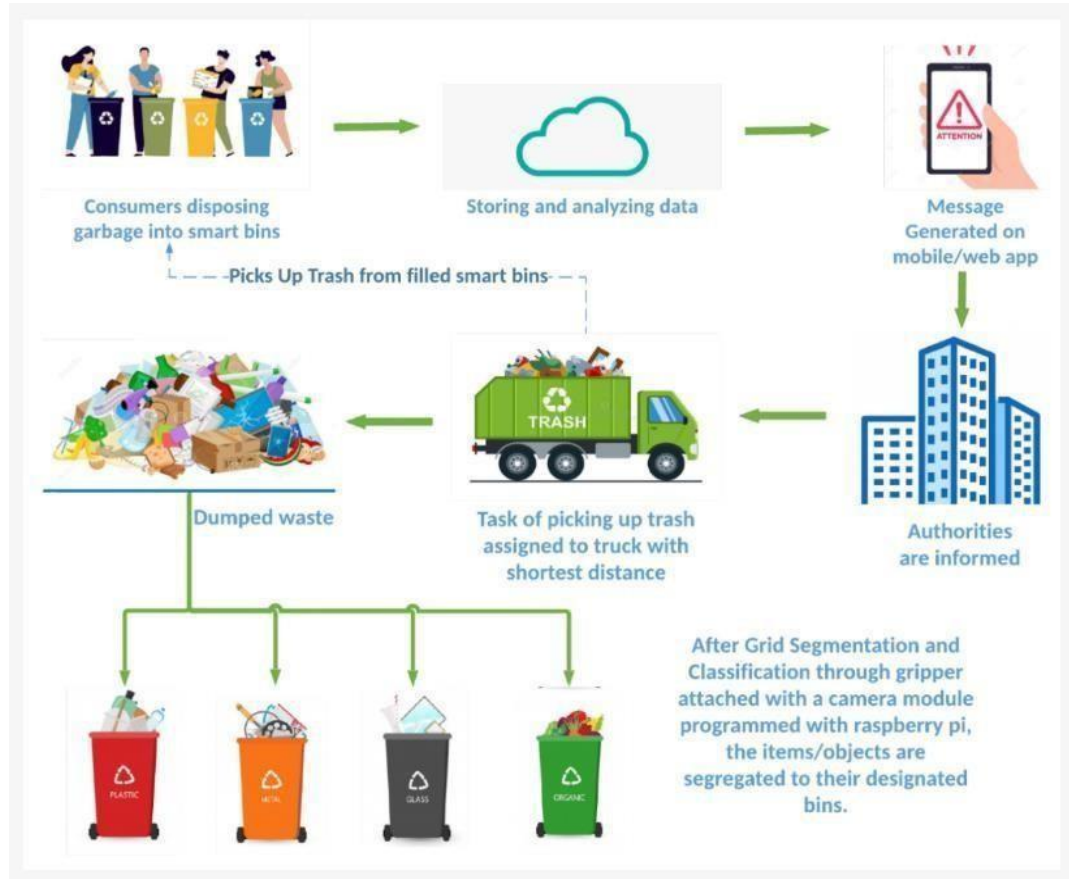 Consumers disposing
garbage into smart bins
Storing and analyzing data
ATTENTION
Message
Generated on
mobile/web app
Picks Up Trash from filled smart bins
TRASH
Dumped waste
Task of picking up trash
assigned to truck with
shortest distance
Authorities
are informed
After Grid Segmentation and
Classification through gripper
attached with a camera module
programmed with raspberry pi,
the items/objects are
segregated to their designated
bins.
PLASTIC
METAL
GLASS
ORGANIC